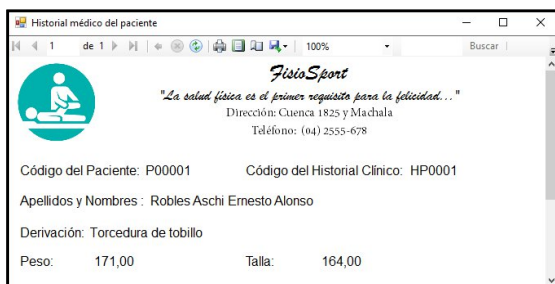 Historial médico del paciente
1 de 1 100% Buscar
FisioSport
"La salud física es el primer requisito para la felicidad..."
Dirección: Cuenca 1825 y Machala
Teléfono: (04) 2555-678
Código del Paciente: P00001 Código del Historial Clínico: HP0001
Apellidos y Nombres : Robles Aschi Ernesto Alonso
Derivación: Torcedura de tobillo
Peso: 171,00 Talla: 164,00